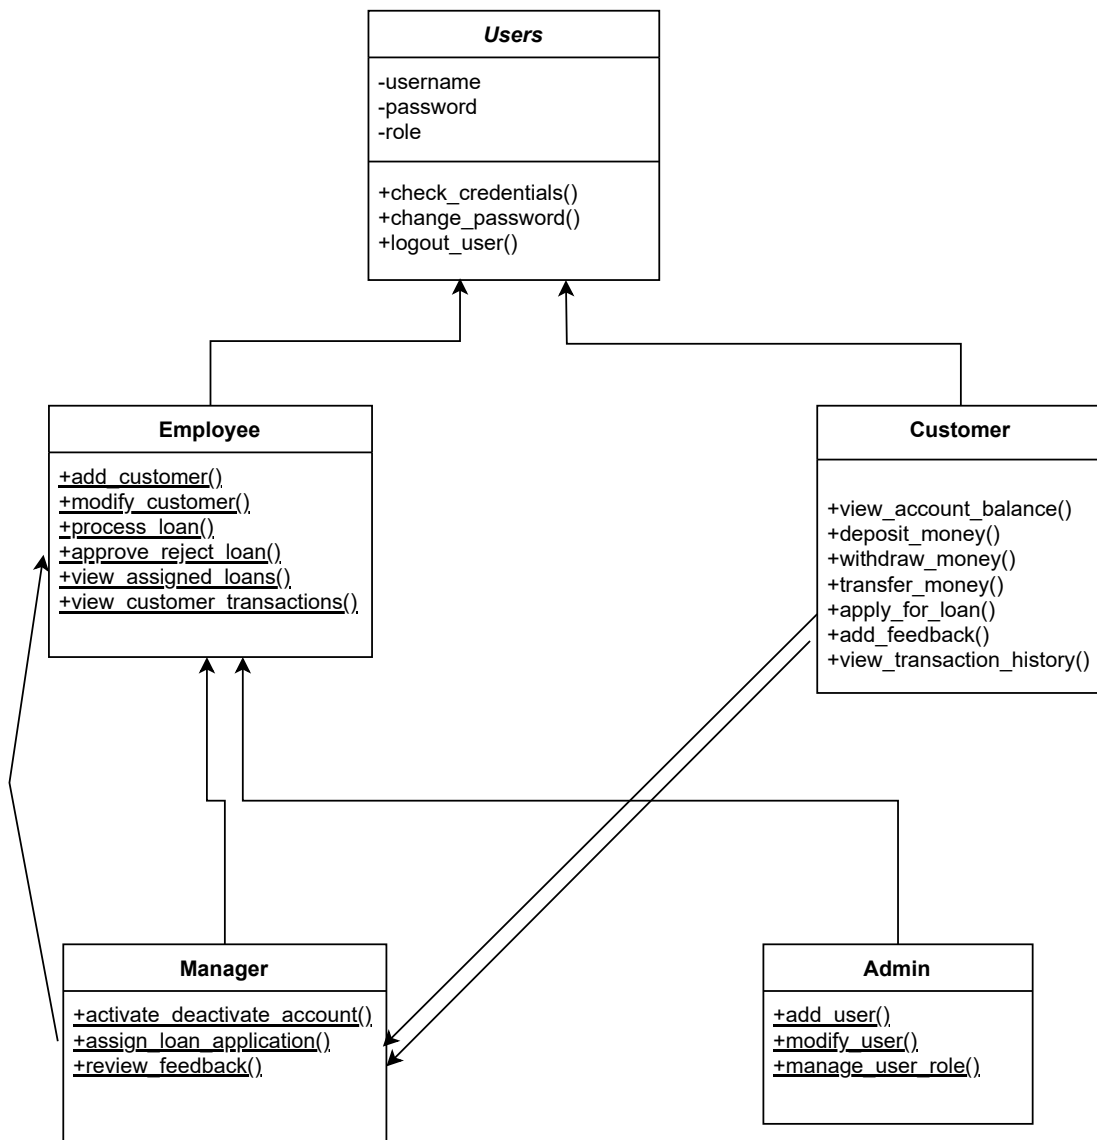 Users
-username
-password
-role
+check_credentials()
+change_password()
+logout_user()
Employee
+add_customer()
+modify_customer()
+process_loan()
+approve_reject_loan()
+view_assigned_loans()
+view_customer_transactions()
Customer
+view_account_balance()
+deposit_money()
+withdraw_money()
+transfer_money()
+apply_for_loan()
+add_feedback()
+view_transaction_history()
Manager
+activate_deactivate_account()
+assign_loan_application()
+review_feedback()
Admin
+add_user()
+modify_user()
+manage_user_role()